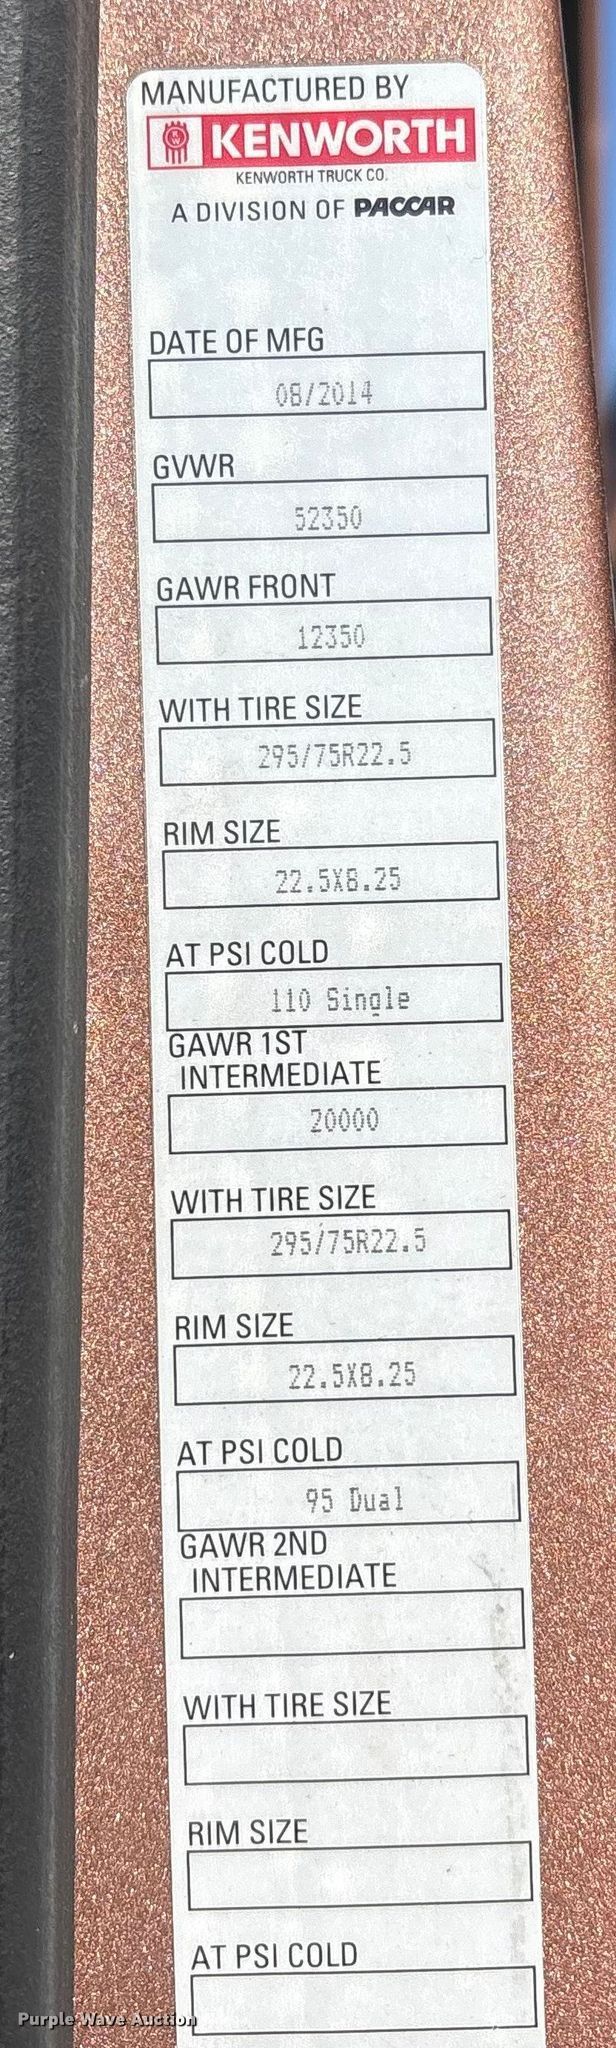 MANUFACTURED BY
KW KENWORTH
KENWORTH TRUCK CO.
A DIVISION OF PACCAR
DATE OF MFG
08/2014
GVWR
52350
GAWR FRONT
12350
WITH TIRE SIZE
295/75R22.5
RIM SIZE
22.5X8.25
AT PSI COLD
110 Single
GAWR 1ST
INTERMEDIATE
20000
WITH TIRE SIZE
295/75R22.5
RIM SIZE
22.5X8.25
AT PSI COLD
95 Dual
GAWR 2ND
INTERMEDIATE
WITH TIRE SIZE
RIM SIZE
AT PSI COLD
Purple Wave Auction